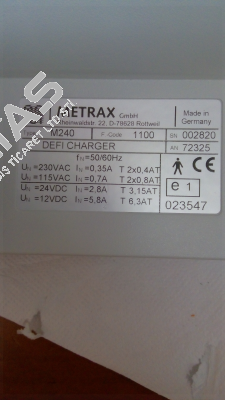 METRAX GmbH
Rheinwaldstr. 22, D-78628 Rottweil
Made in
Germany
M240 P.-Code 1100 SN 002820
DEFI CHARGER AN 72325
fN=50/60Hz
UN=230VAC IN=0,35A T 2x0,4AT
UN=115VAC IN=0,7A T 2x0,8AT
UN=24VDC IN=2,8A T 3,15AT
UN=12VDC IN=5,8A T 6,3AT
CE
e 1
023547